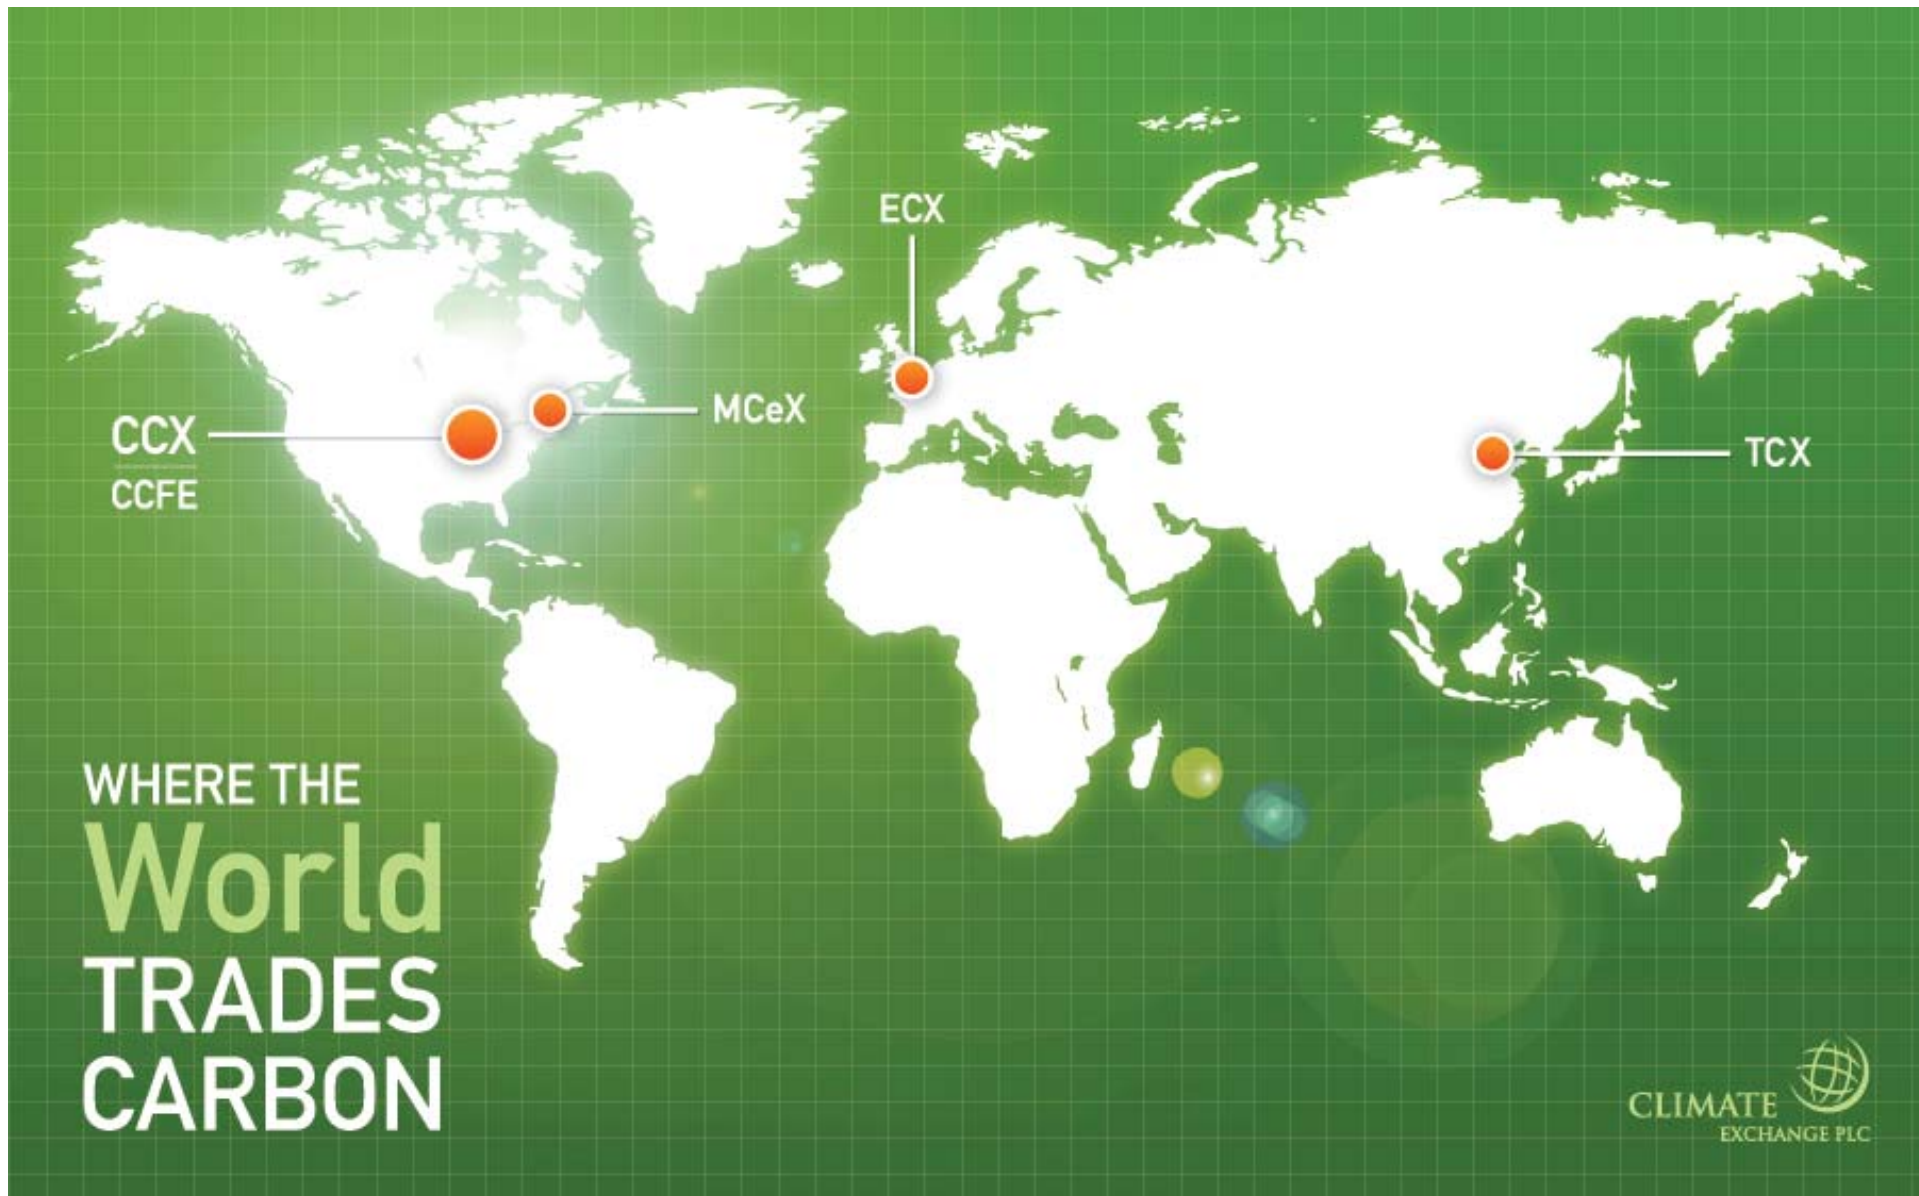 ECX
CCX
CCFE
MCeX
TCX
WHERE THE
World
TRADES
CARBON
CLIMATE
EXCHANGE PLC